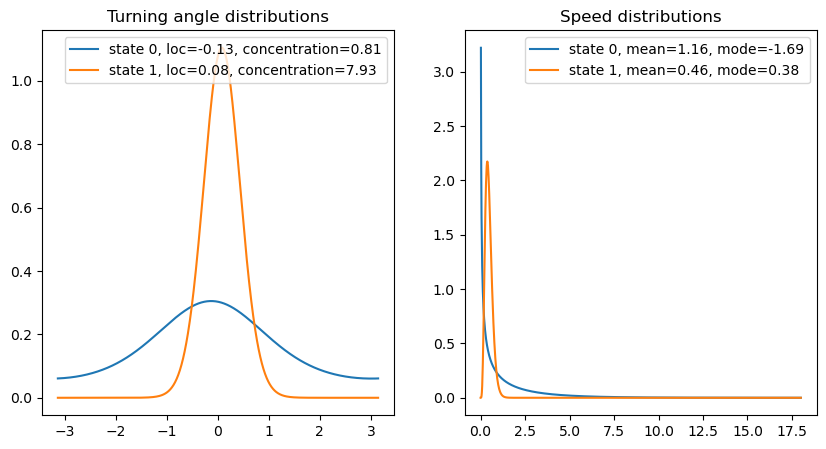 Turning angle distributions
state 0, loc=-0.13, concentration=0.81
state 1, loc=0.08, concentration=7.93
1.0
0.8
0.6
0.4
0.2
0.0
−3 −2 −1 0 1 2 3
Speed distributions
state 0, mean=1.16, mode=-1.69
state 1, mean=0.46, mode=0.38
3.0
2.5
2.0
1.5
1.0
0.5
0.0
0.0 2.5 5.0 7.5 10.0 12.5 15.0 17.5